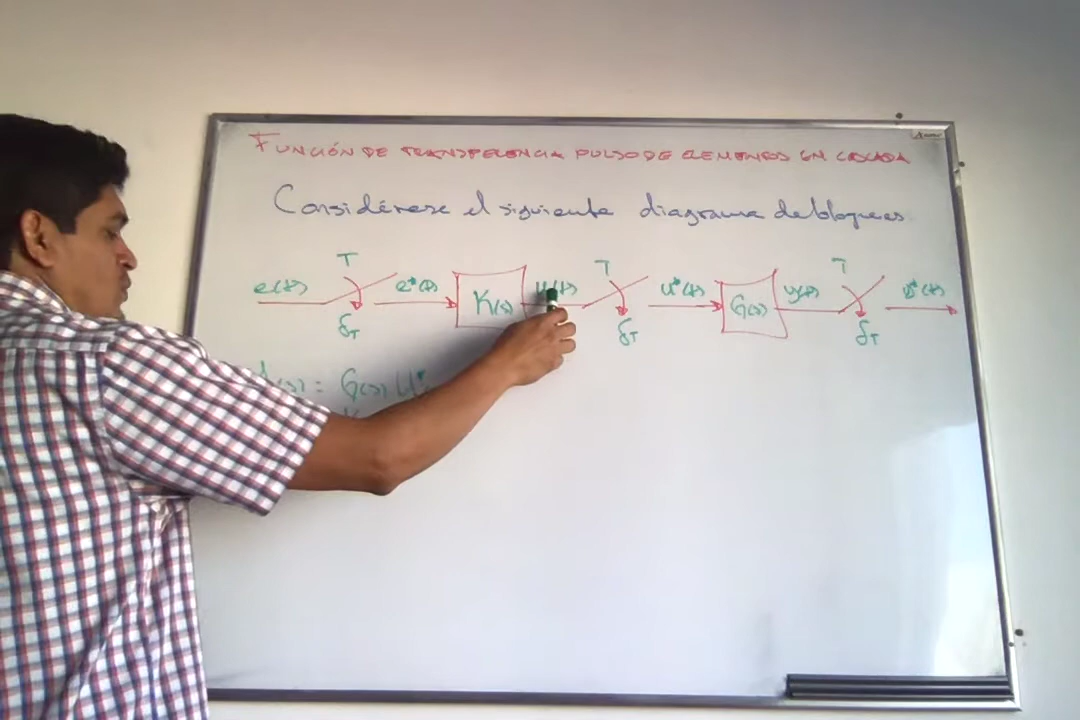 FUNCIÓN DE TRANSFERENCIA PULSO DE ELEMENTOS EN CASCADA
Considérese el siguiente diagrama de bloques
e(t) T δT e*(t) K(s) u(t) T δT u*(t) G(s) y(t) T δT y*(t)
(s) = G(s) U*